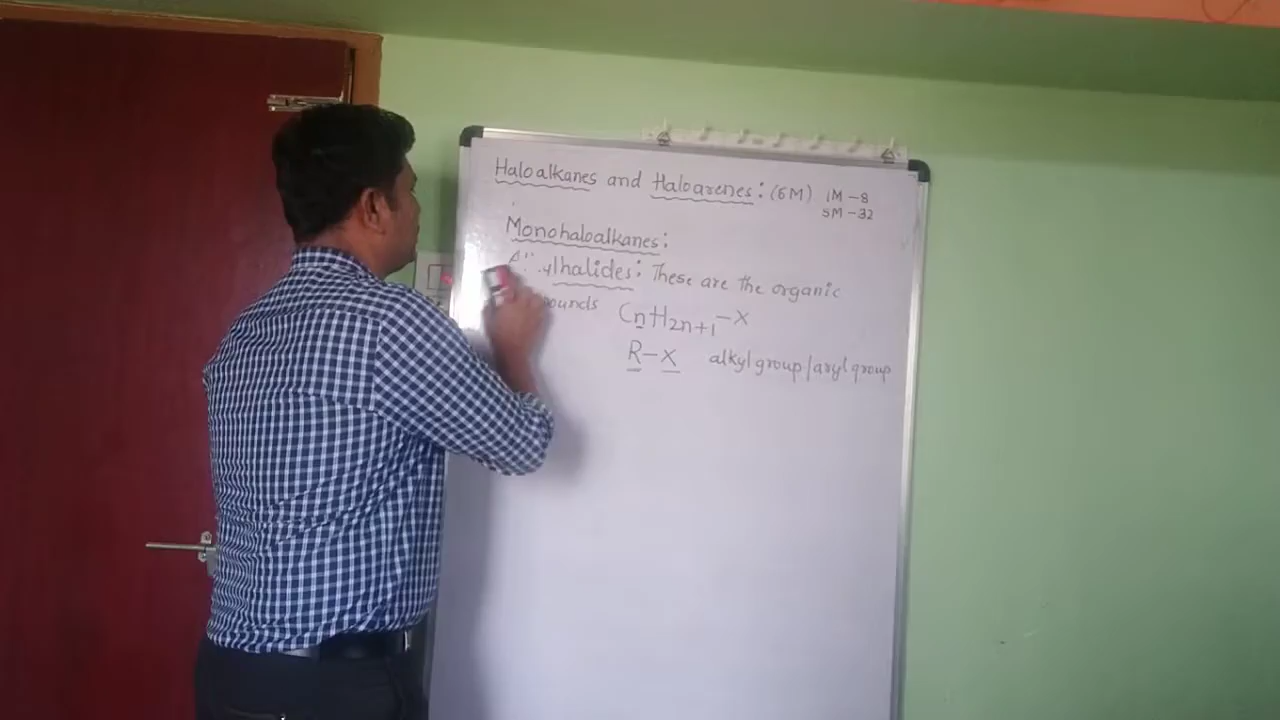 Haloalkanes and Haloarenes: (6M) 1M-8
5M-32
Monohaloalkanes:
halides: These are the organic
CnH2n+1-X
R-X alkyl group/aryl group